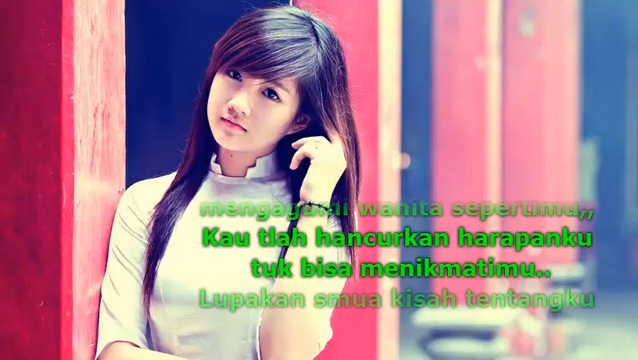 mengagumi wanita sepertimu,,
Kau tlah hancurkan harapanku
tuk bisa menikmatimu..
Lupakan smua kisah tentangku